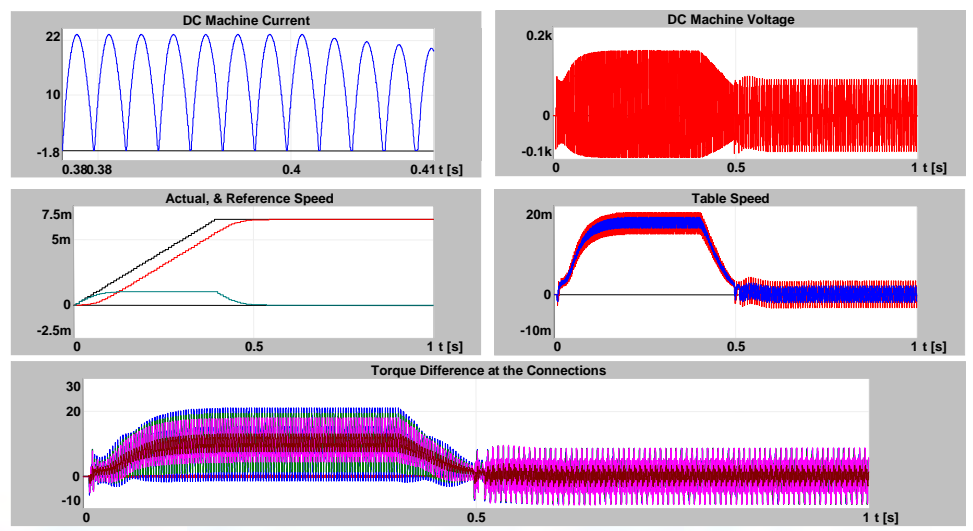 DC Machine Current
22
10
-1.8
0.380.38
0.4
0.41 t [s]
DC Machine Voltage
0.2k
0
-0.1k
0.5
1 t [s]
Actual, & Reference Speed
7.5m
5m
0
-2.5m
0
0.5
1 t [s]
Table Speed
20m
0
-10m
0
0.5
1 t [s]
Torque Difference at the Connections
30
20
0
-10
0
0.5
1 t [s]